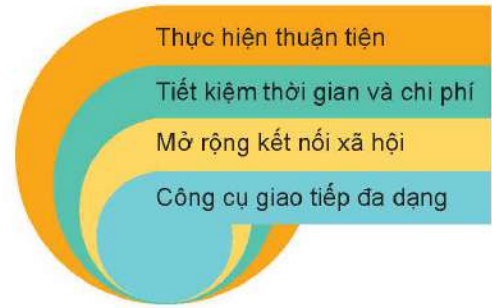 Thực hiện thuận tiện
Tiết kiệm thời gian và chi phí
Mở rộng kết nối xã hội
Công cụ giao tiếp đa dạng